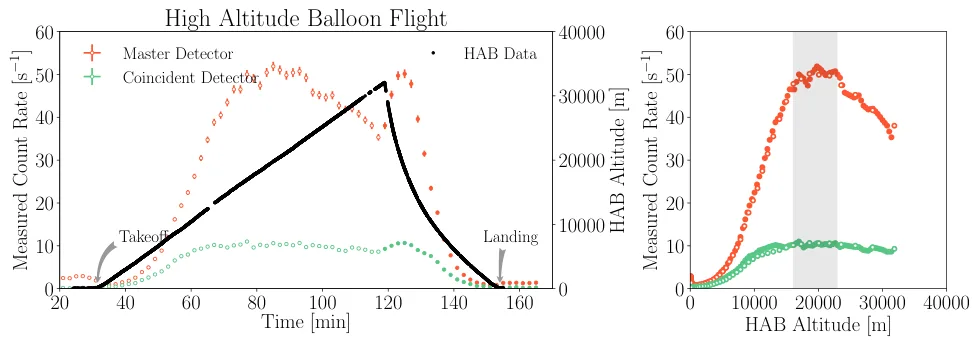 High Altitude Balloon Flight
Master Detector
Coincident Detector
HAB Data
Takeoff
Landing
Measured Count Rate [s⁻¹]
0
10
20
30
40
50
60
20
40
60
80
100
120
140
160
Time [min]
0
10000
20000
30000
40000
HAB Altitude [m]
Measured Count Rate [s⁻¹]
0
10
20
30
40
50
60
0
10000
20000
30000
40000
HAB Altitude [m]